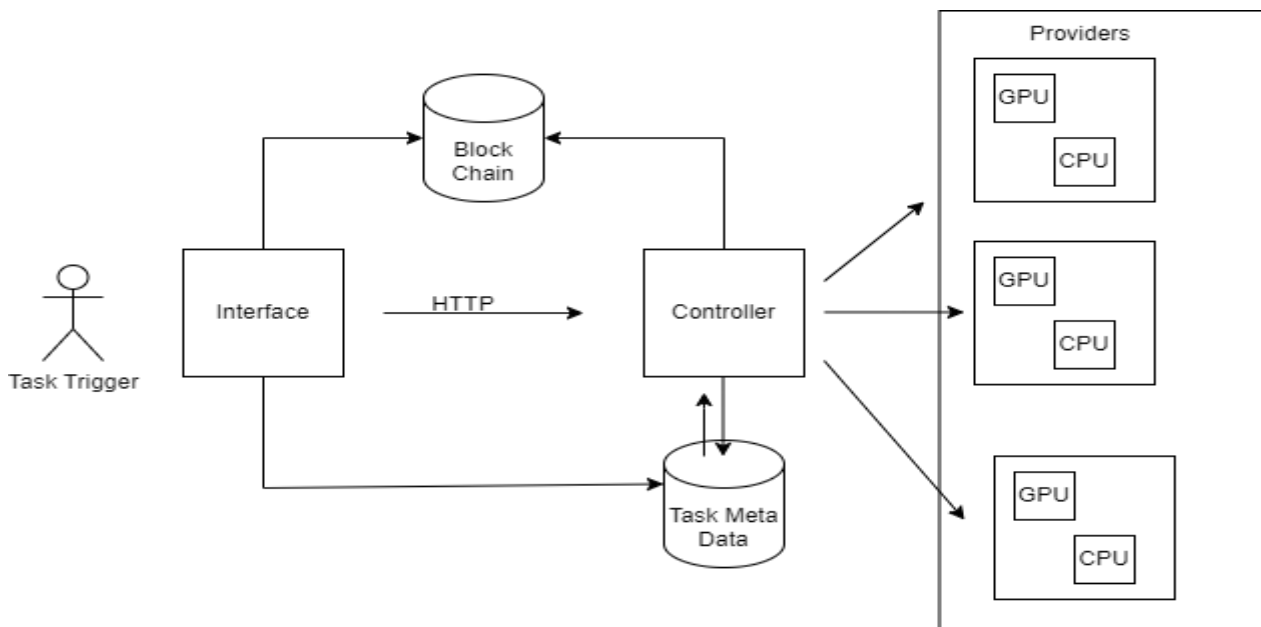 Providers
GPU
CPU
Block
Chain
Interface
HTTP
Controller
GPU
CPU
Task Trigger
Task Meta
Data
GPU
CPU